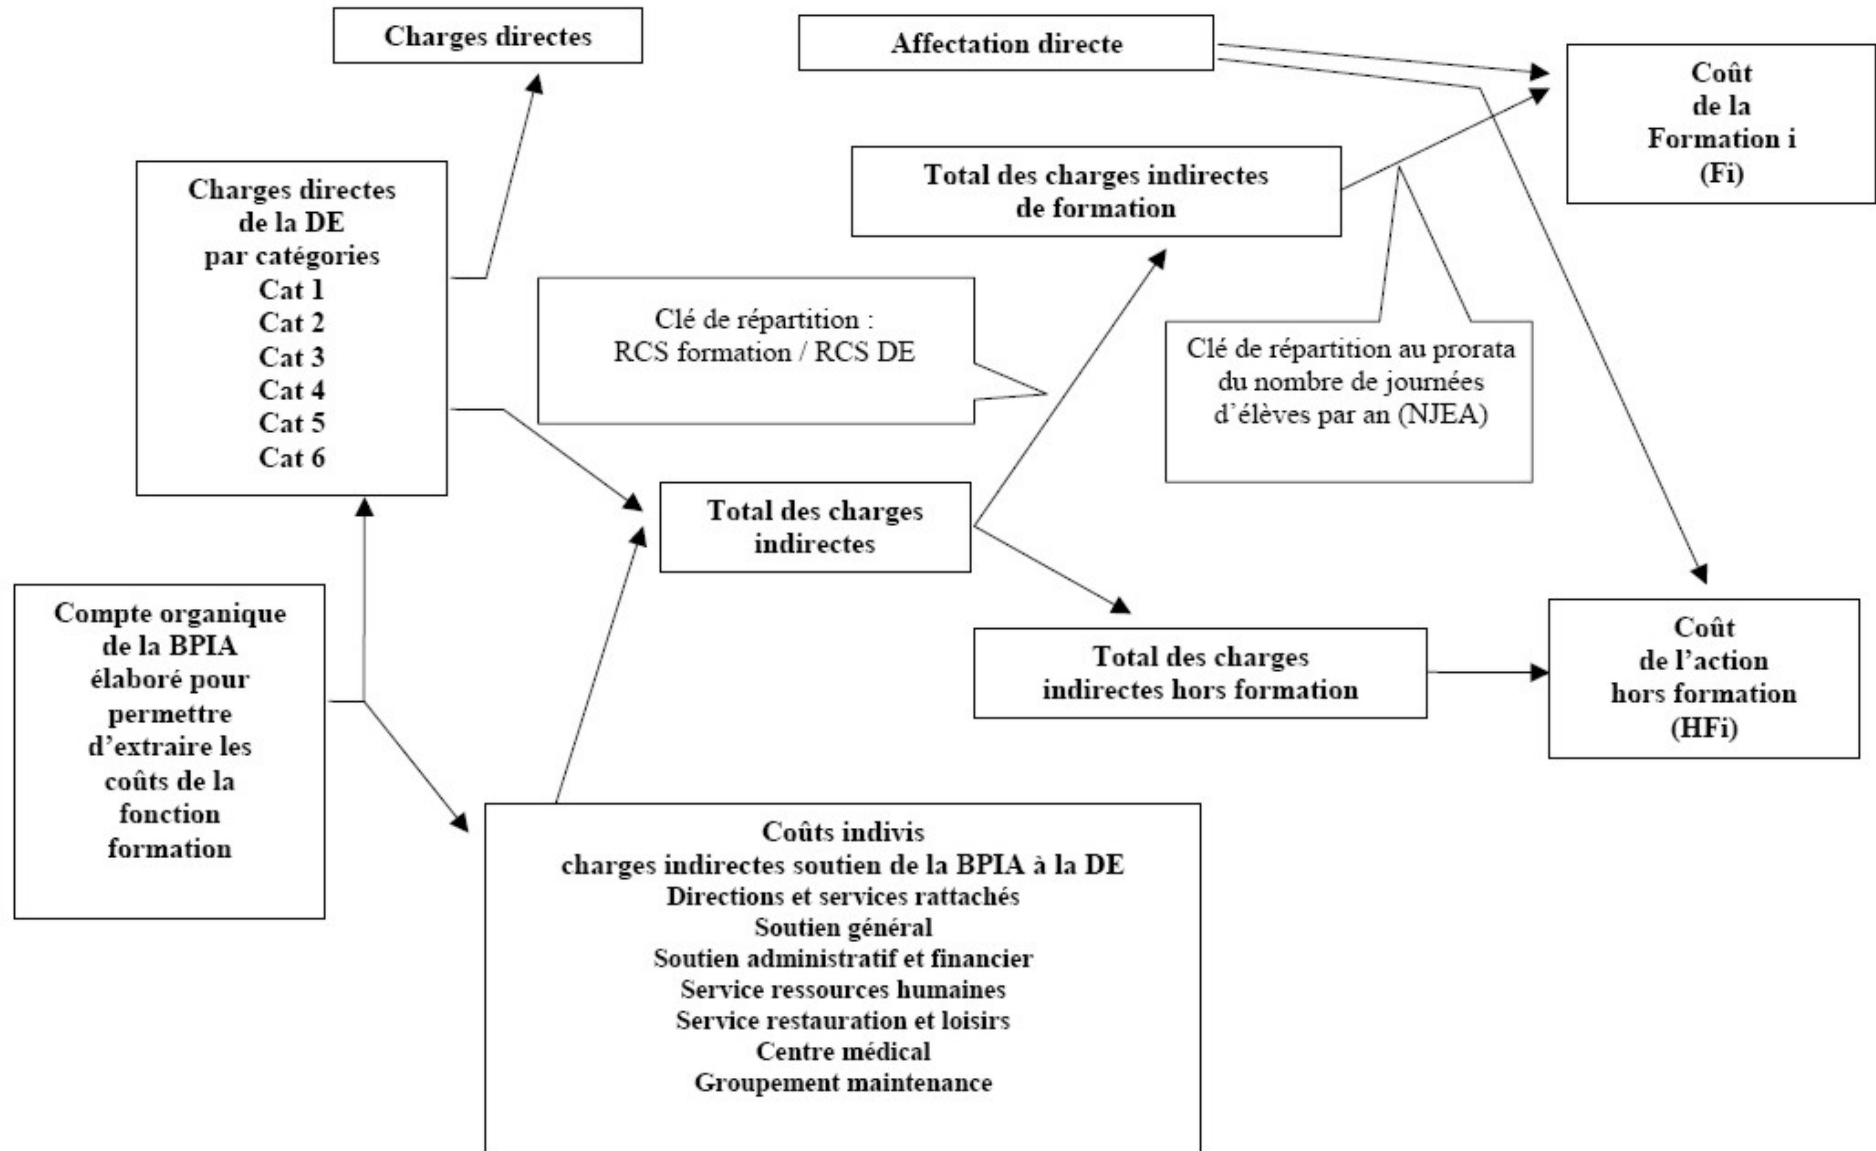 Charges directes
Affectation directe
Coût
de la
Formation i
(Fi)
Charges directes
de la DE
par catégories
Cat 1
Cat 2
Cat 3
Cat 4
Cat 5
Cat 6
Total des charges indirectes
de formation
Clé de répartition :
RCS formation / RCS DE
Clé de répartition au prorata
du nombre de journées
d’élèves par an (NJEA)
Total des charges
indirectes
Compte organique
de la BPIA
élaboré pour
permettre
d’extraire les
coûts de la
fonction
formation
Total des charges
indirectes hors formation
Coût
de l’action
hors formation
(HFi)
Coûts indivis
charges indirectes soutien de la BPIA à la DE
Directions et services rattachés
Soutien général
Soutien administratif et financier
Service ressources humaines
Service restauration et loisirs
Centre médical
Groupement maintenance